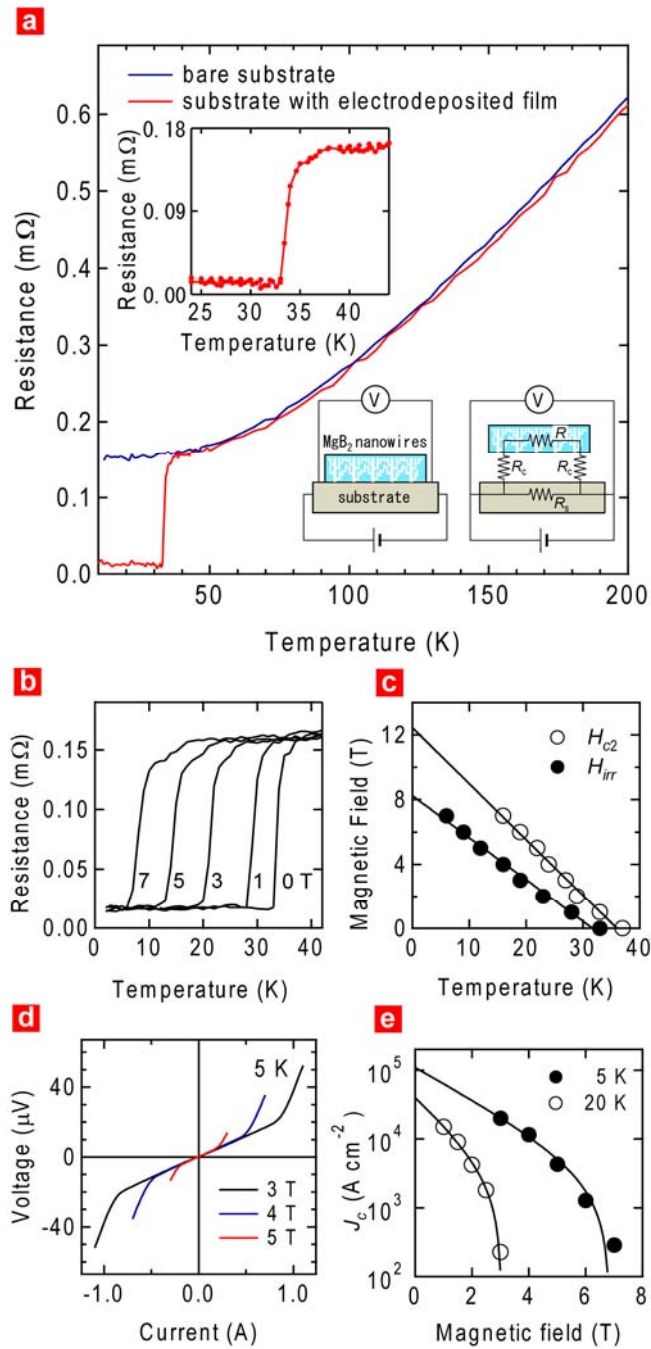 a
bare substrate
substrate with electrodeposited film
0.6
0.5
0.4
0.3
0.2
0.1
0.0
Resistance (mΩ)
0.18
0.09
0.00
Resistance (mΩ)
25 30 35 40
Temperature (K)
V
MgB2 nanowires
substrate
V
R
Rc Rc
Rs
50 100 150 200
Temperature (K)
b
0.15
0.10
0.05
0.00
Resistance (mΩ)
7 5 3 1 0 T
0 10 20 30 40
Temperature (K)
c
12
8
4
0
Magnetic Field (T)
Hc2
Hirr
0 10 20 30 40
Temperature (K)
d
40
0
-40
Voltage (μV)
5 K
3 T
4 T
5 T
-1.0 0.0 1.0
Current (A)
e
10^5
10^4
10^3
10^2
Jc (A cm^-2)
5 K
20 K
0 2 4 6 8
Magnetic field (T)